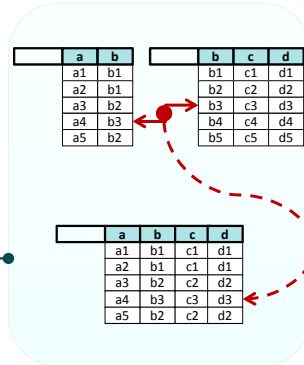 a b
a1 b1
a2 b1
a3 b2
a4 b3
a5 b2
b c d
b1 c1 d1
b2 c2 d2
b3 c3 d3
b4 c4 d4
b5 c5 d5
a b c d
a1 b1 c1 d1
a2 b1 c1 d1
a3 b2 c2 d2
a4 b3 c3 d3
a5 b2 c2 d2